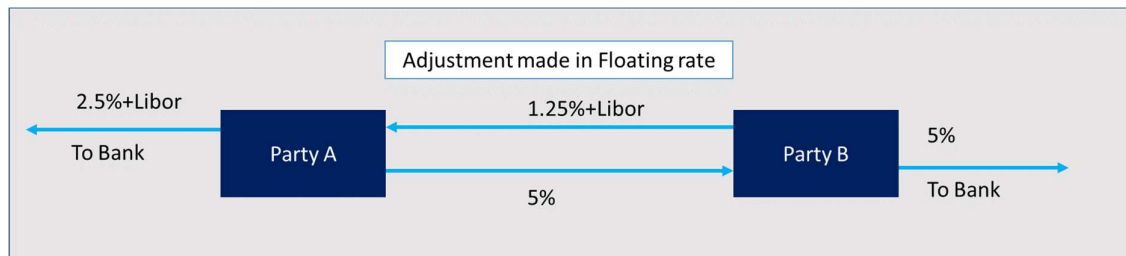 Adjustment made in Floating rate
2.5%+Libor
1.25%+Libor
5%
To Bank
Party A
Party B
5%
To Bank